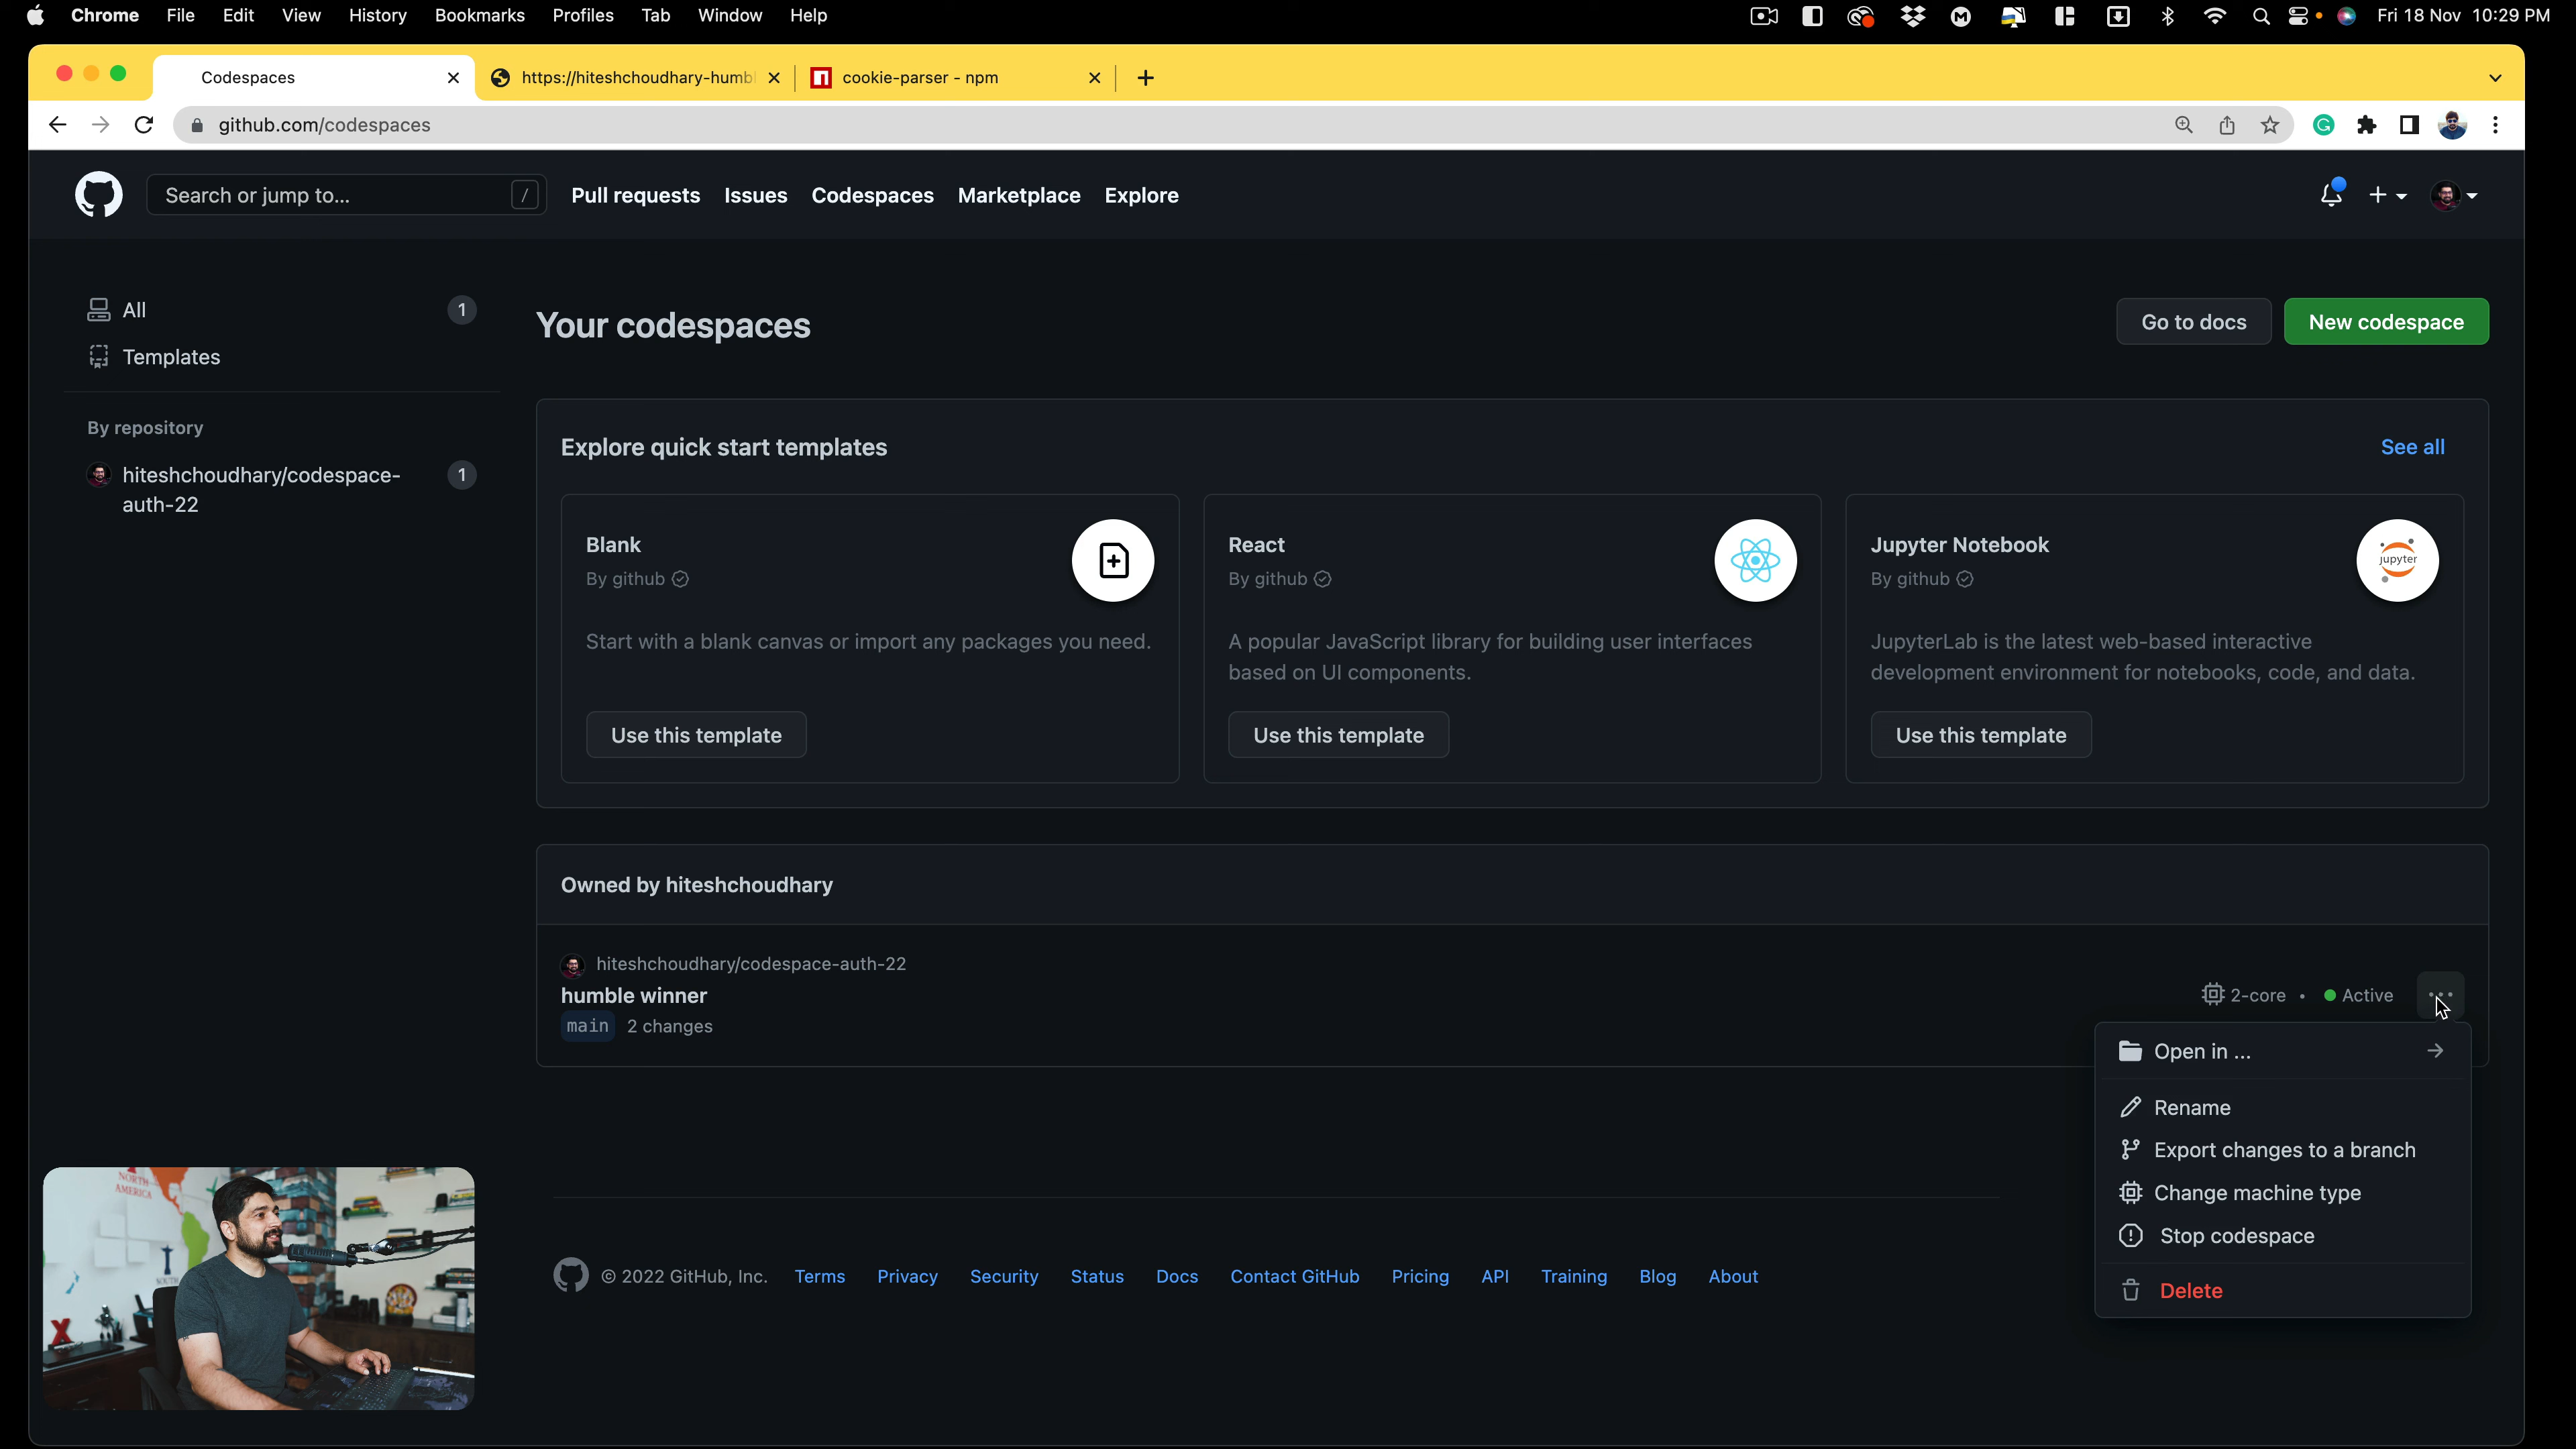 Chrome File Edit View History Bookmarks Profiles Tab Window Help
Fri 18 Nov 10:29 PM
Codespaces
https://hiteshchoudhary-humbl
cookie-parser - npm
github.com/codespaces
Search or jump to... /
Pull requests Issues Codespaces Marketplace Explore
All 1
Templates
By repository
hiteshchoudhary/codespace-
auth-22
1
Your codespaces
Go to docs
New codespace
Explore quick start templates
See all
Blank
By github
Start with a blank canvas or import any packages you need.
Use this template
React
By github
A popular JavaScript library for building user interfaces
based on UI components.
Use this template
Jupyter Notebook
By github
jupyter
JupyterLab is the latest web-based interactive
development environment for notebooks, code, and data.
Use this template
Owned by hiteshchoudhary
hiteshchoudhary/codespace-auth-22
humble winner
main 2 changes
2-core • Active
Open in ...
Rename
Export changes to a branch
Change machine type
Stop codespace
Delete
NORTH
AMERICA
SOUTH
© 2022 GitHub, Inc. Terms Privacy Security Status Docs Contact GitHub Pricing API Training Blog About